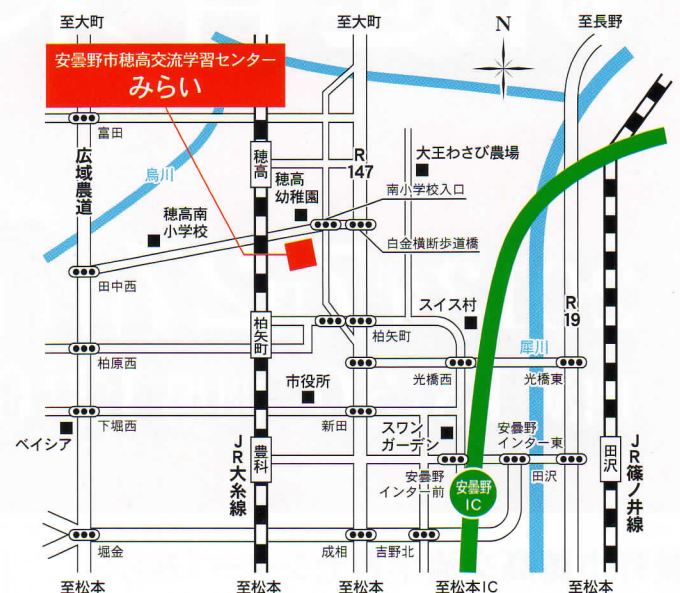 至大町
至大町
至長野
N
安曇野市穂高交流学習センター
みらい
富田
広域農道
烏川
穂高
穂高
幼稚園
R
147
大王わさび農場
南小学校入口
穂高南
小学校
白金横断歩道橋
田中西
スイス村
R
19
柏矢町
柏矢町
犀川
柏原西
光橋西
光橋東
市役所
下堀西
新田
スワン
ガーデン
安曇野
インター東
ベイシア
JR大糸線
豊科
安曇野
インター前
安曇野
IC
田沢
田沢
JR篠ノ井線
堀金
成相
吉野北
至松本
至松本
至松本
至松本IC
至松本